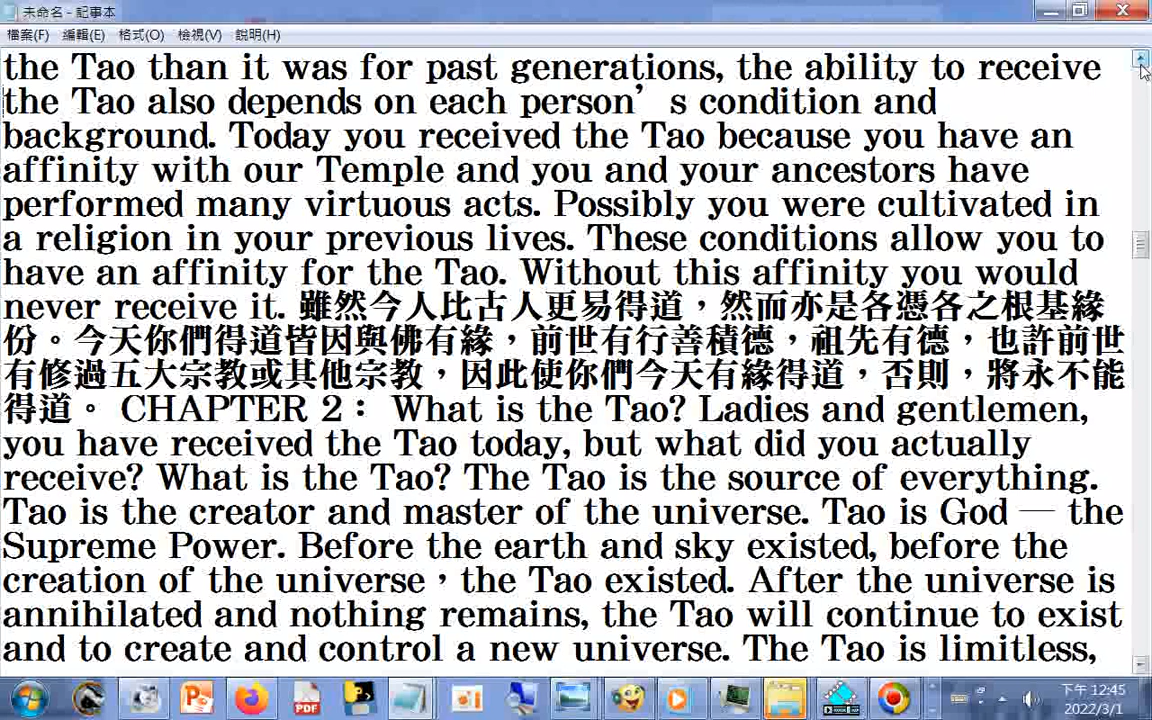 未命名 - 記事本
檔案(F) 編輯(E) 格式(O) 檢視(V) 說明(H)
the Tao than it was for past generations, the ability to receive
the Tao also depends on each person’s condition and
background. Today you received the Tao because you have an
affinity with our Temple and you and your ancestors have
performed many virtuous acts. Possibly you were cultivated in
a religion in your previous lives. These conditions allow you to
have an affinity for the Tao. Without this affinity you would
never receive it. 雖然今人比古人更易得道，然而亦是各憑各之根基緣
份。今天你們得道皆因與佛有緣，前世有行善積德，祖先有德，也許前世
有修過五大宗教或其他宗教，因此使你們今天有緣得道，否則，將永不能
得道。 CHAPTER 2： What is the Tao? Ladies and gentlemen,
you have received the Tao today, but what did you actually
receive? What is the Tao? The Tao is the source of everything.
Tao is the creator and master of the universe. Tao is God — the
Supreme Power. Before the earth and sky existed, before the
creation of the universe，the Tao existed. After the universe is
annihilated and nothing remains, the Tao will continue to exist
and to create and control a new universe. The Tao is limitless,
PDF
下午 12:45
2022/3/1